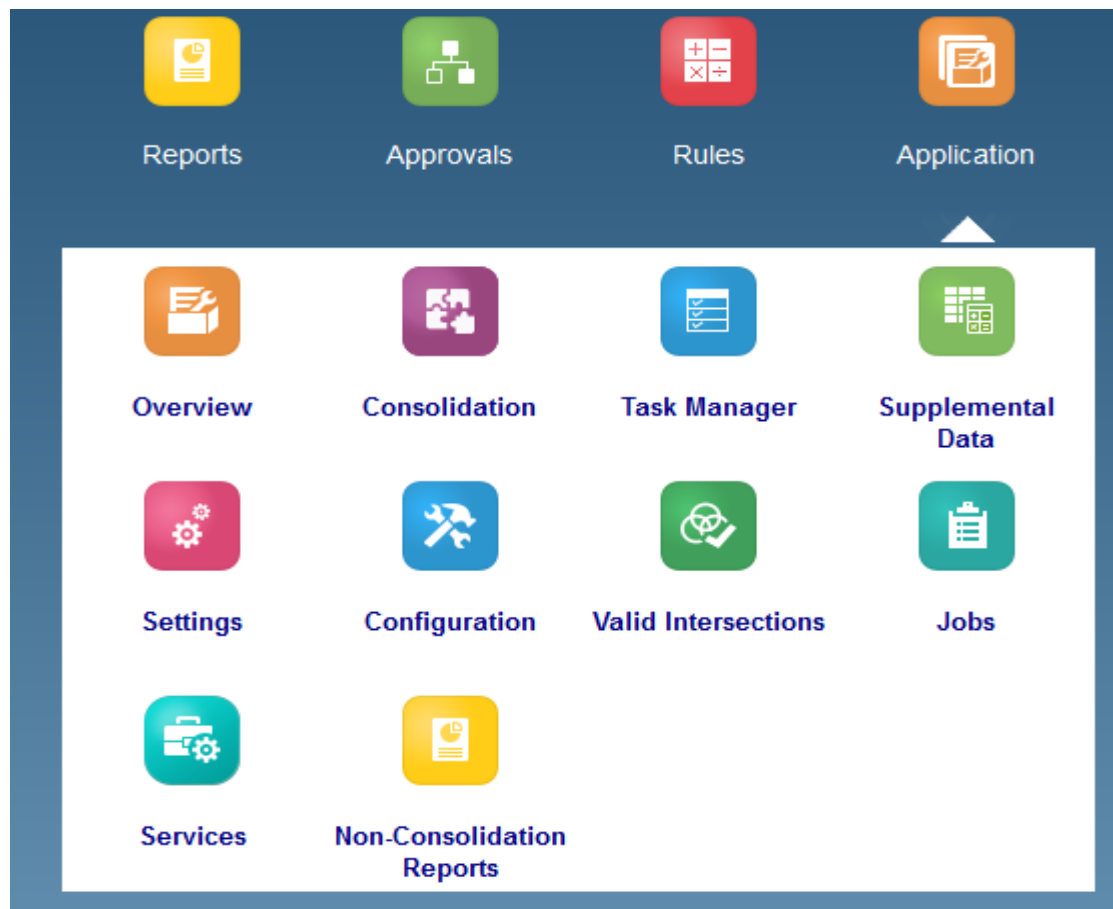 Reports Approvals Rules Application
Overview Consolidation Task Manager Supplemental
Data
Settings Configuration Valid Intersections Jobs
Services Non-Consolidation
Reports